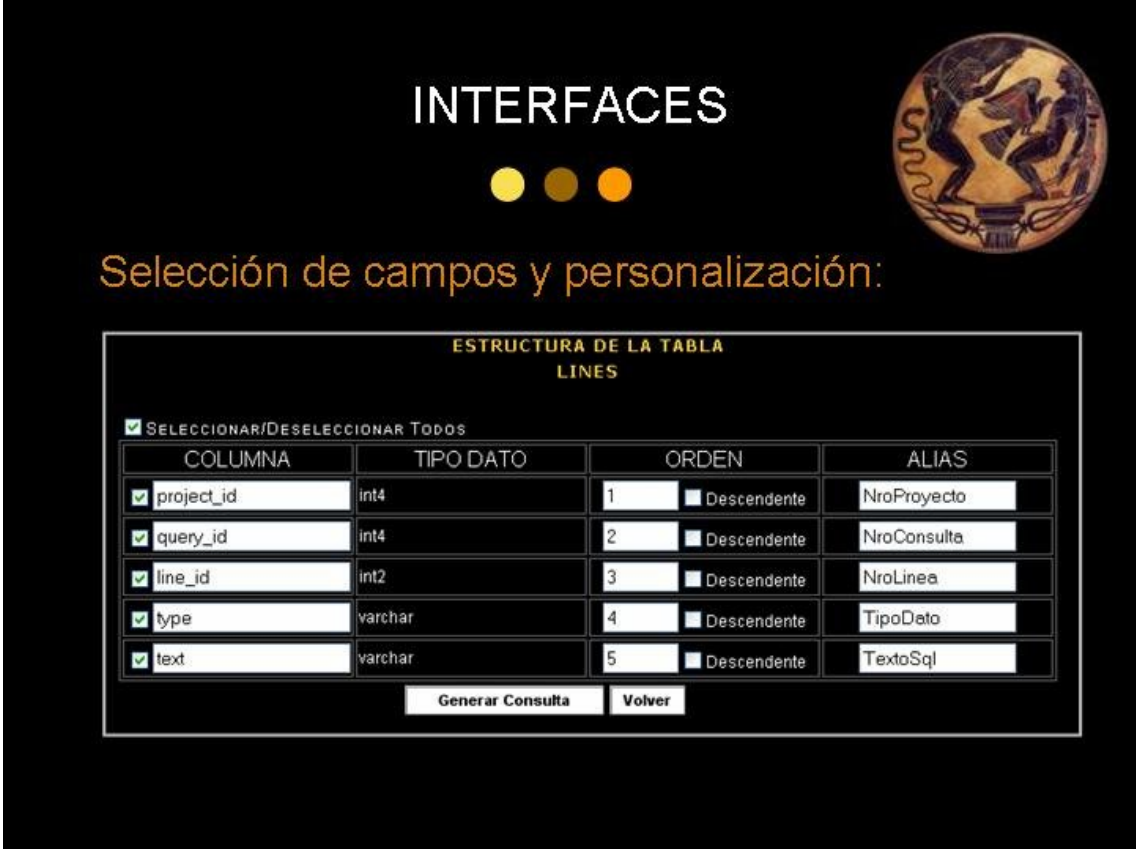 INTERFACES
Selección de campos y personalización:
ESTRUCTURA DE LA TABLA
LINES
SELECCIONAR/DESELECCIONAR TODOS
COLUMNA TIPO DATO ORDEN ALIAS
project_id int4 1 Descendente NroProyecto
query_id int4 2 Descendente NroConsulta
line_id int2 3 Descendente NroLinea
type varchar 4 Descendente TipoDato
text varchar 5 Descendente TextoSql
Generar Consulta Volver